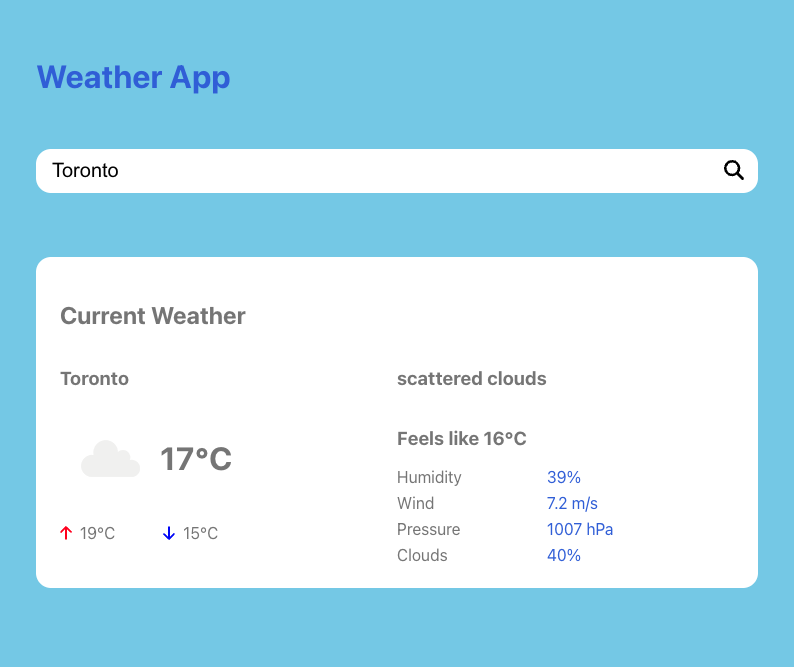 Weather App
Toronto
Current Weather
Toronto
scattered clouds
17°C
Feels like 16°C
Humidity 39%
Wind 7.2 m/s
Pressure 1007 hPa
Clouds 40%
↑ 19°C ↓ 15°C